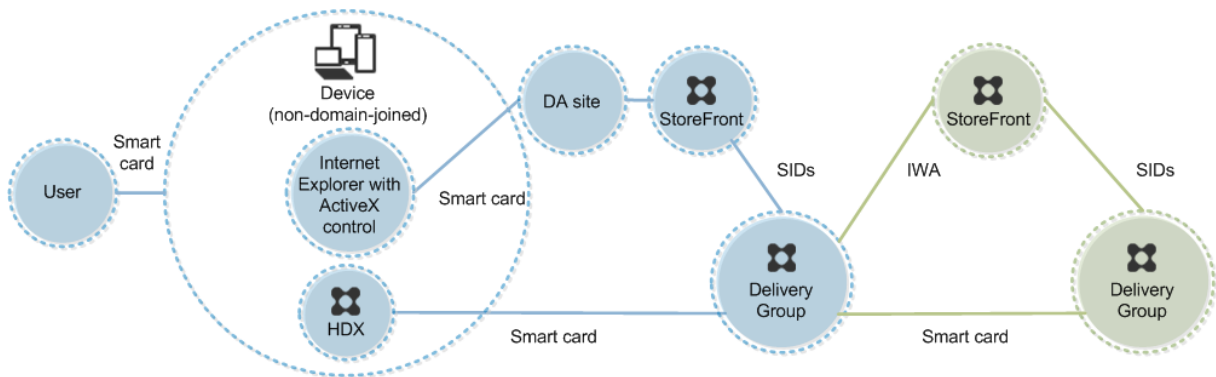 User
Smart
card
Device
(non-domain-joined)
Internet
Explorer with
ActiveX
control
HDX
Smart card
DA site
StoreFront
SIDs
Smart card
Delivery
Group
IWA
StoreFront
SIDs
Smart card
Delivery
Group